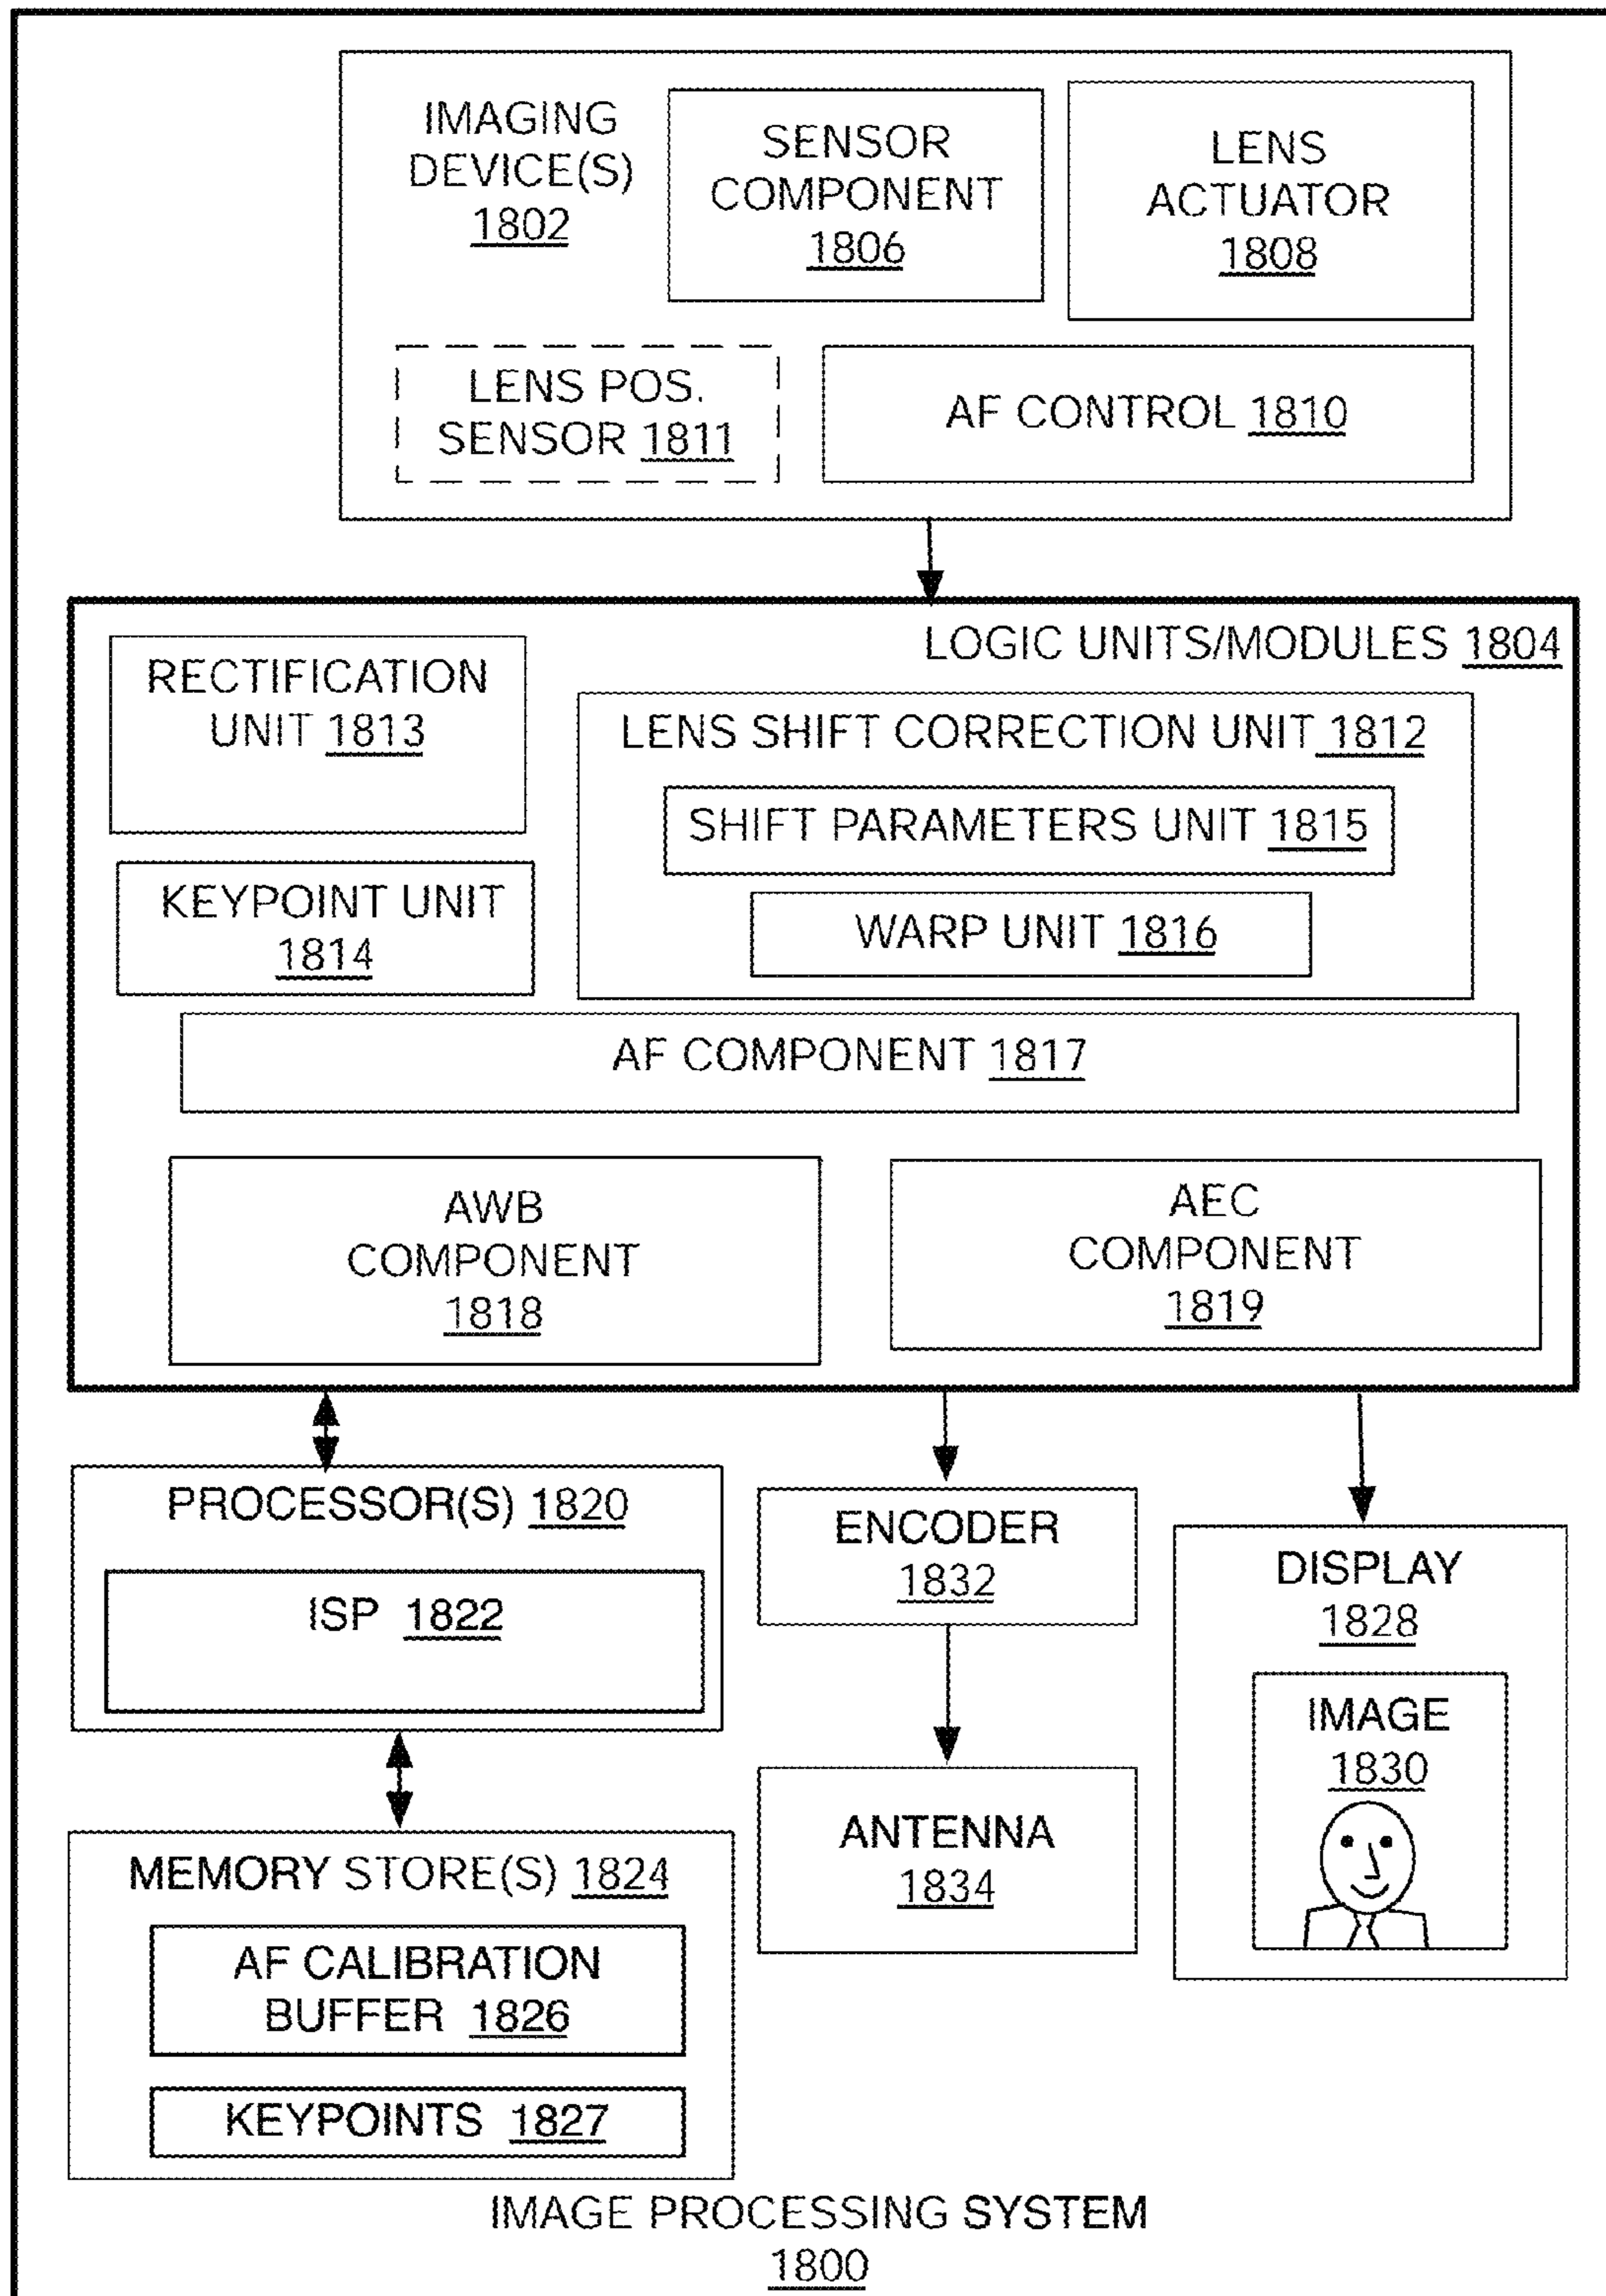 IMAGING
DEVICE(S)
1802
SENSOR
COMPONENT
1806
LENS
ACTUATOR
1808
LENS POS.
SENSOR 1811
AF CONTROL 1810
LOGIC UNITS/MODULES 1804
RECTIFICATION
UNIT 1813
LENS SHIFT CORRECTION UNIT 1812
SHIFT PARAMETERS UNIT 1815
WARP UNIT 1816
KEYPOINT UNIT
1814
AF COMPONENT 1817
AWB
COMPONENT
1818
AEC
COMPONENT
1819
PROCESSOR(S) 1820
ISP 1822
ENCODER
1832
DISPLAY
1828
IMAGE
1830
ANTENNA
1834
MEMORY STORE(S) 1824
AF CALIBRATION
BUFFER 1826
KEYPOINTS 1827
IMAGE PROCESSING SYSTEM
1800